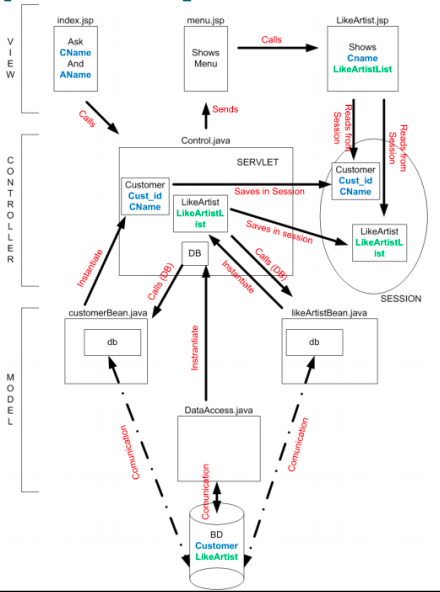 index.jsp
menu.jsp
LikeArtist.jsp
VIEW
Ask
CName
And
AName
Shows
Menu
Calls
Shows
Cname
LikeArtistList
Calls
Sends
Reads from
Session
Reads from
Session
CONTROLLER
Control.java
SERVLET
Customer
Cust_id
CName
Saves in Session
Customer
Cust_id
CName
LikeArtist
LikeArtistL
ist
Saves in session
LikeArtist
LikeArtistL
ist
DB
Instantiate
Calls (DB)
Calls (DB)
Instantiate
SESSION
MODEL
customerBean.java
db
Instrantiate
likeArtistBean.java
db
DataAccess.java
Comunication
Comunication
Comunication
BD
Customer
LikeArtist